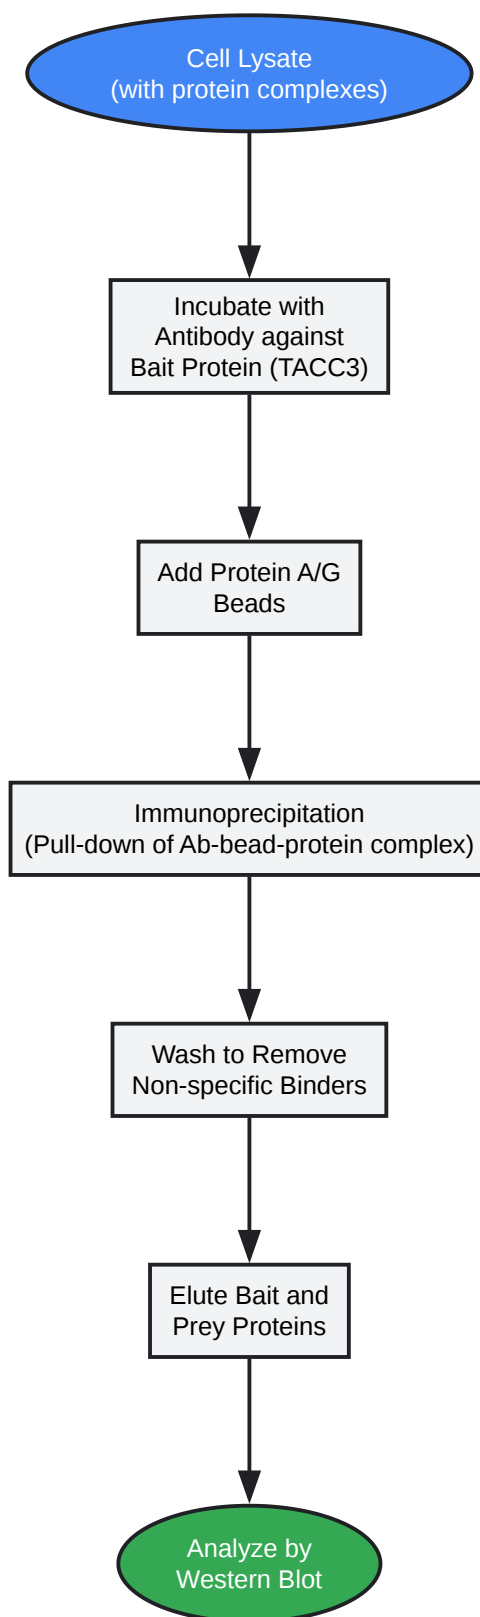 Cell Lysate
(with protein complexes)
Incubate with
Antibody against
Bait Protein (TACC3)
Add Protein A/G
Beads
Immunoprecipitation
(Pull-down of Ab-bead-protein complex)
Wash to Remove
Non-specific Binders
Elute Bait and
Prey Proteins
Analyze by
Western Blot